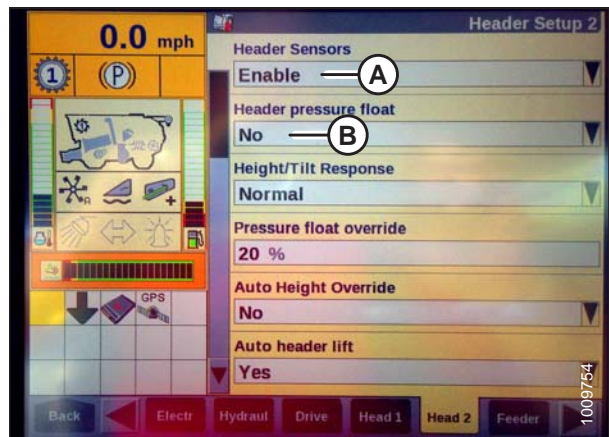 0.0 mph
Header Setup 2
1
(P)
Header Sensors
Enable
A
Header pressure float
No
B
Height/Tilt Response
Normal
A
+
Pressure float override
20 %
Auto Height Override
No
GPS
Auto header lift
Yes
1009754
Back
Electr
Hydraul
Drive
Head 1
Head 2
Feeder